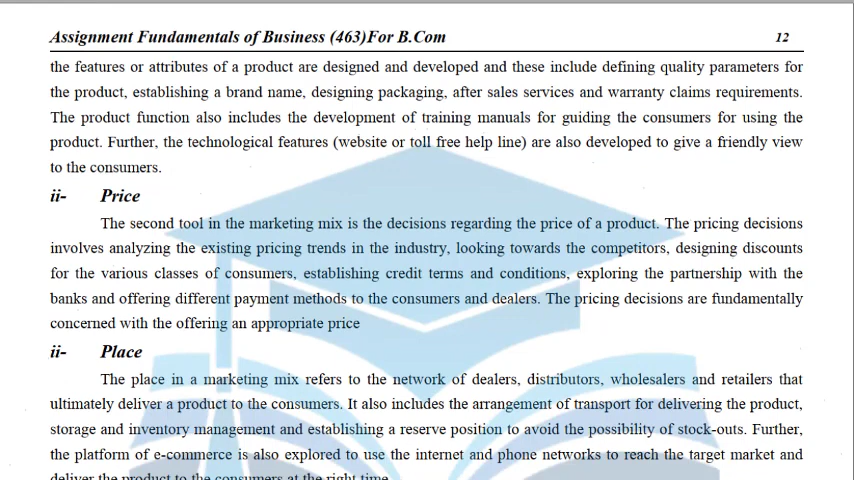 Assignment Fundamentals of Business (463)For B.Com 12
the features or attributes of a product are designed and developed and these include defining quality parameters for
the product, establishing a brand name, designing packaging, after sales services and warranty claims requirements.
The product function also includes the development of training manuals for guiding the consumers for using the
product. Further, the technological features (website or toll free help line) are also developed to give a friendly view
to the consumers.
ii- Price
The second tool in the marketing mix is the decisions regarding the price of a product. The pricing decisions
involves analyzing the existing pricing trends in the industry, looking towards the competitors, designing discounts
for the various classes of consumers, establishing credit terms and conditions, exploring the partnership with the
banks and offering different payment methods to the consumers and dealers. The pricing decisions are fundamentally
concerned with the offering an appropriate price
ii- Place
The place in a marketing mix refers to the network of dealers, distributors, wholesalers and retailers that
ultimately deliver a product to the consumers. It also includes the arrangement of transport for delivering the product,
storage and inventory management and establishing a reserve position to avoid the possibility of stock-outs. Further,
the platform of e-commerce is also explored to use the internet and phone networks to reach the target market and
deliver the product to the consumers at the right time.